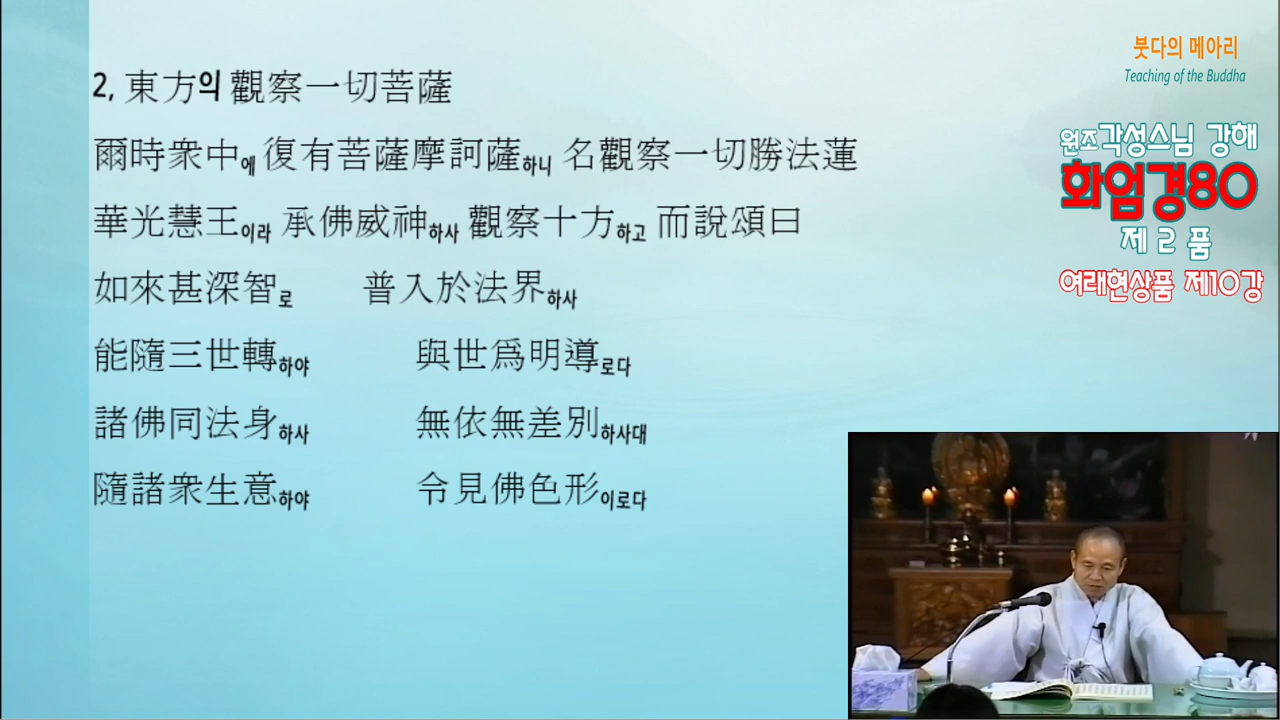 2, 東方의 觀察一切菩薩
爾時衆中에 復有菩薩摩訶薩하니 名觀察一切勝法蓮
華光慧王이라 承佛威神하사 觀察十方하고 而說頌曰
如來甚深智로 普入於法界하사
能隨三世轉하야 與世爲明導로다
諸佛同法身하사 無依無差別하사대
隨諸衆生意하야 令見佛色形이로다
붓다의 메아리
Teaching of the Buddha
원조각성스님 강해
화엄경80
제2품
여래현상품 제10강